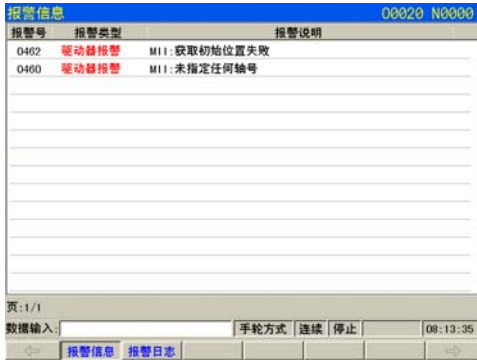 报警信息 O0020 N0000
报警号 报警类型 报警说明
0462 驱动器报警 MII:获取初始位置失败
0460 驱动器报警 MII:未指定任何轴号
页:1/1
数据输入: 手轮方式 连续 停止 08:13:35
报警信息 报警日志